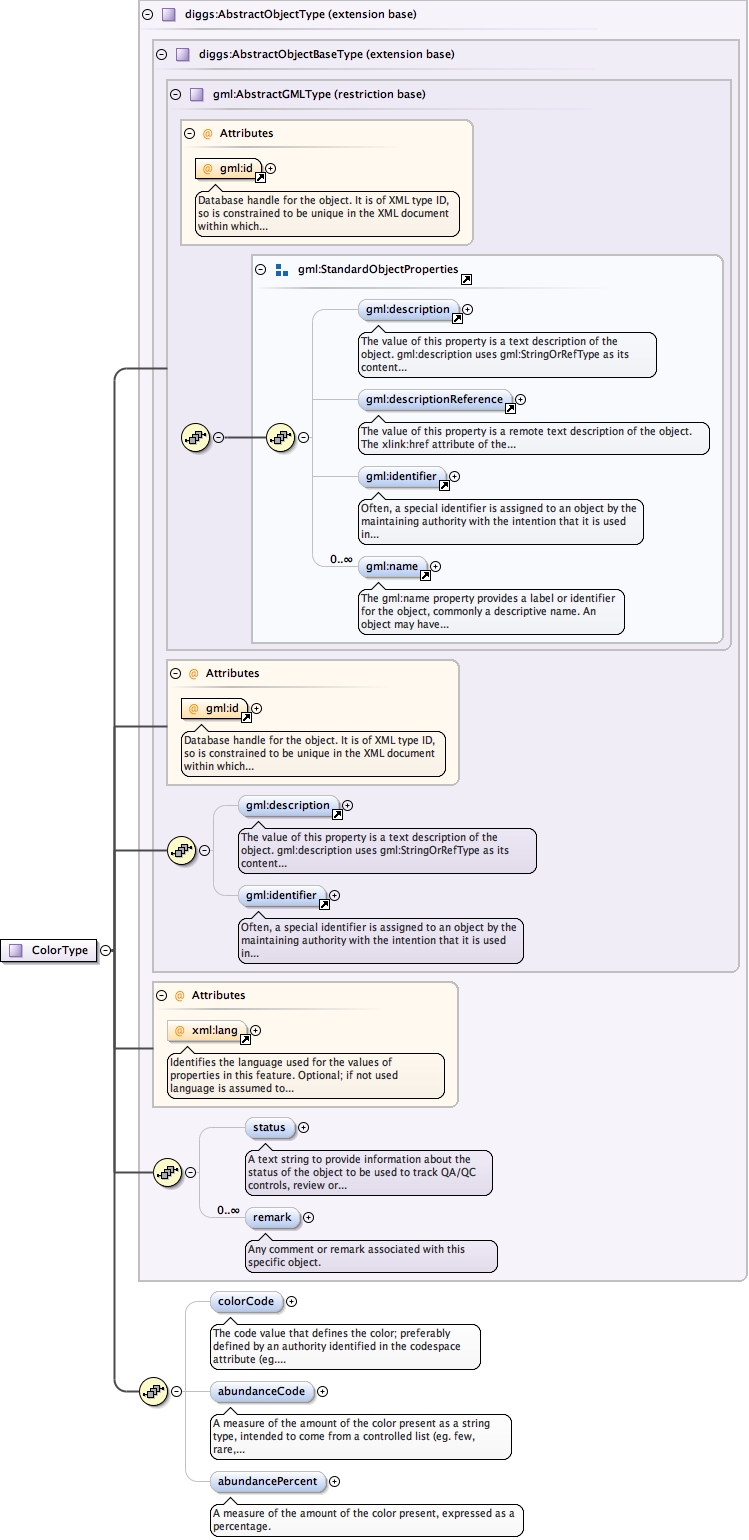 diggs:AbstractObjectType (extension base)
diggs:AbstractObjectBaseType (extension base)
gml:AbstractGMLType (restriction base)
@ Attributes
@ gml:id
Database handle for the object. It is of XML type ID,
so is constrained to be unique in the XML document
within which...
gml:StandardObjectProperties
gml:description
The value of this property is a text description of the
object. gml:description uses gml:StringOrRefType as its
content...
gml:descriptionReference
The value of this property is a remote text description of the object.
The xlink:href attribute of the...
gml:identifier
Often, a special identifier is assigned to an object by the
maintaining authority with the intention that it is used
in...
0..∞
gml:name
The gml:name property provides a label or identifier
for the object, commonly a descriptive name. An
object may have...
@ Attributes
@ gml:id
Database handle for the object. It is of XML type ID,
so is constrained to be unique in the XML document
within which...
gml:description
The value of this property is a text description of the
object. gml:description uses gml:StringOrRefType as its
content...
gml:identifier
Often, a special identifier is assigned to an object by the
maintaining authority with the intention that it is used
in...
ColorType
@ Attributes
@ xml:lang
Identifies the language used for the values of
properties in this feature. Optional; if not used
language is assumed to...
status
A text string to provide information about the
status of the object to be used to track QA/QC
controls, review or...
0..∞
remark
Any comment or remark associated with this
specific object.
colorCode
The code value that defines the color; preferably
defined by an authority identified in the codespace
attribute (eg....
abundanceCode
A measure of the amount of the color present as a string
type, intended to come from a controlled list (eg. few,
rare,...
abundancePercent
A measure of the amount of the color present, expressed as a
percentage.